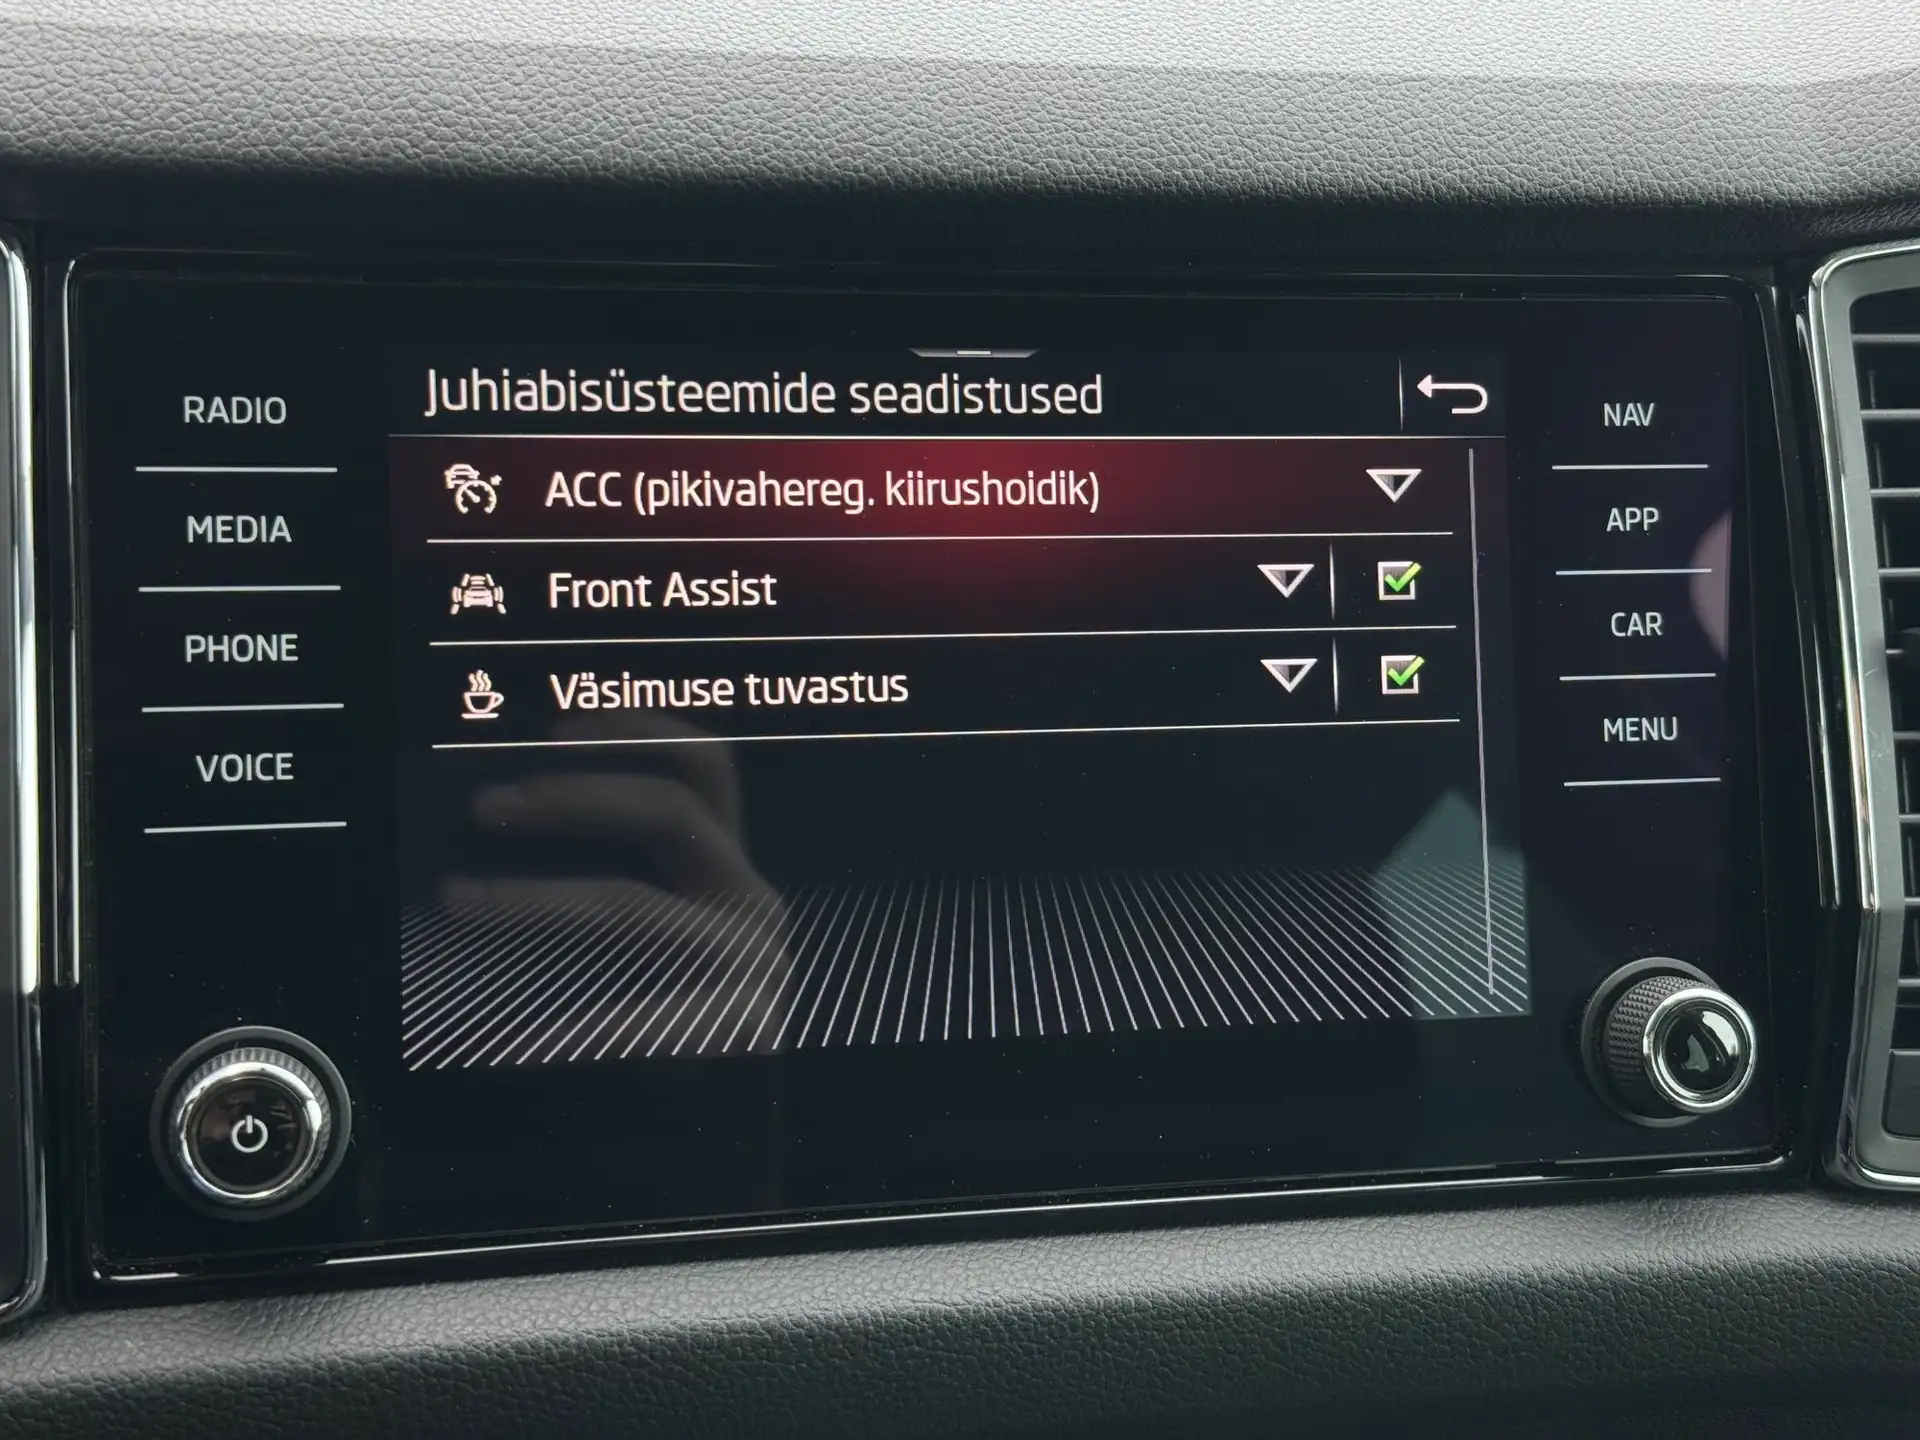 Juhiabisüsteemide seadistused
RADIO
MEDIA
PHONE
VOICE
ACC (pikivahereg. kiirushoidik)
Front Assist
Väsimuse tuvastus
NAV
APP
CAR
MENU